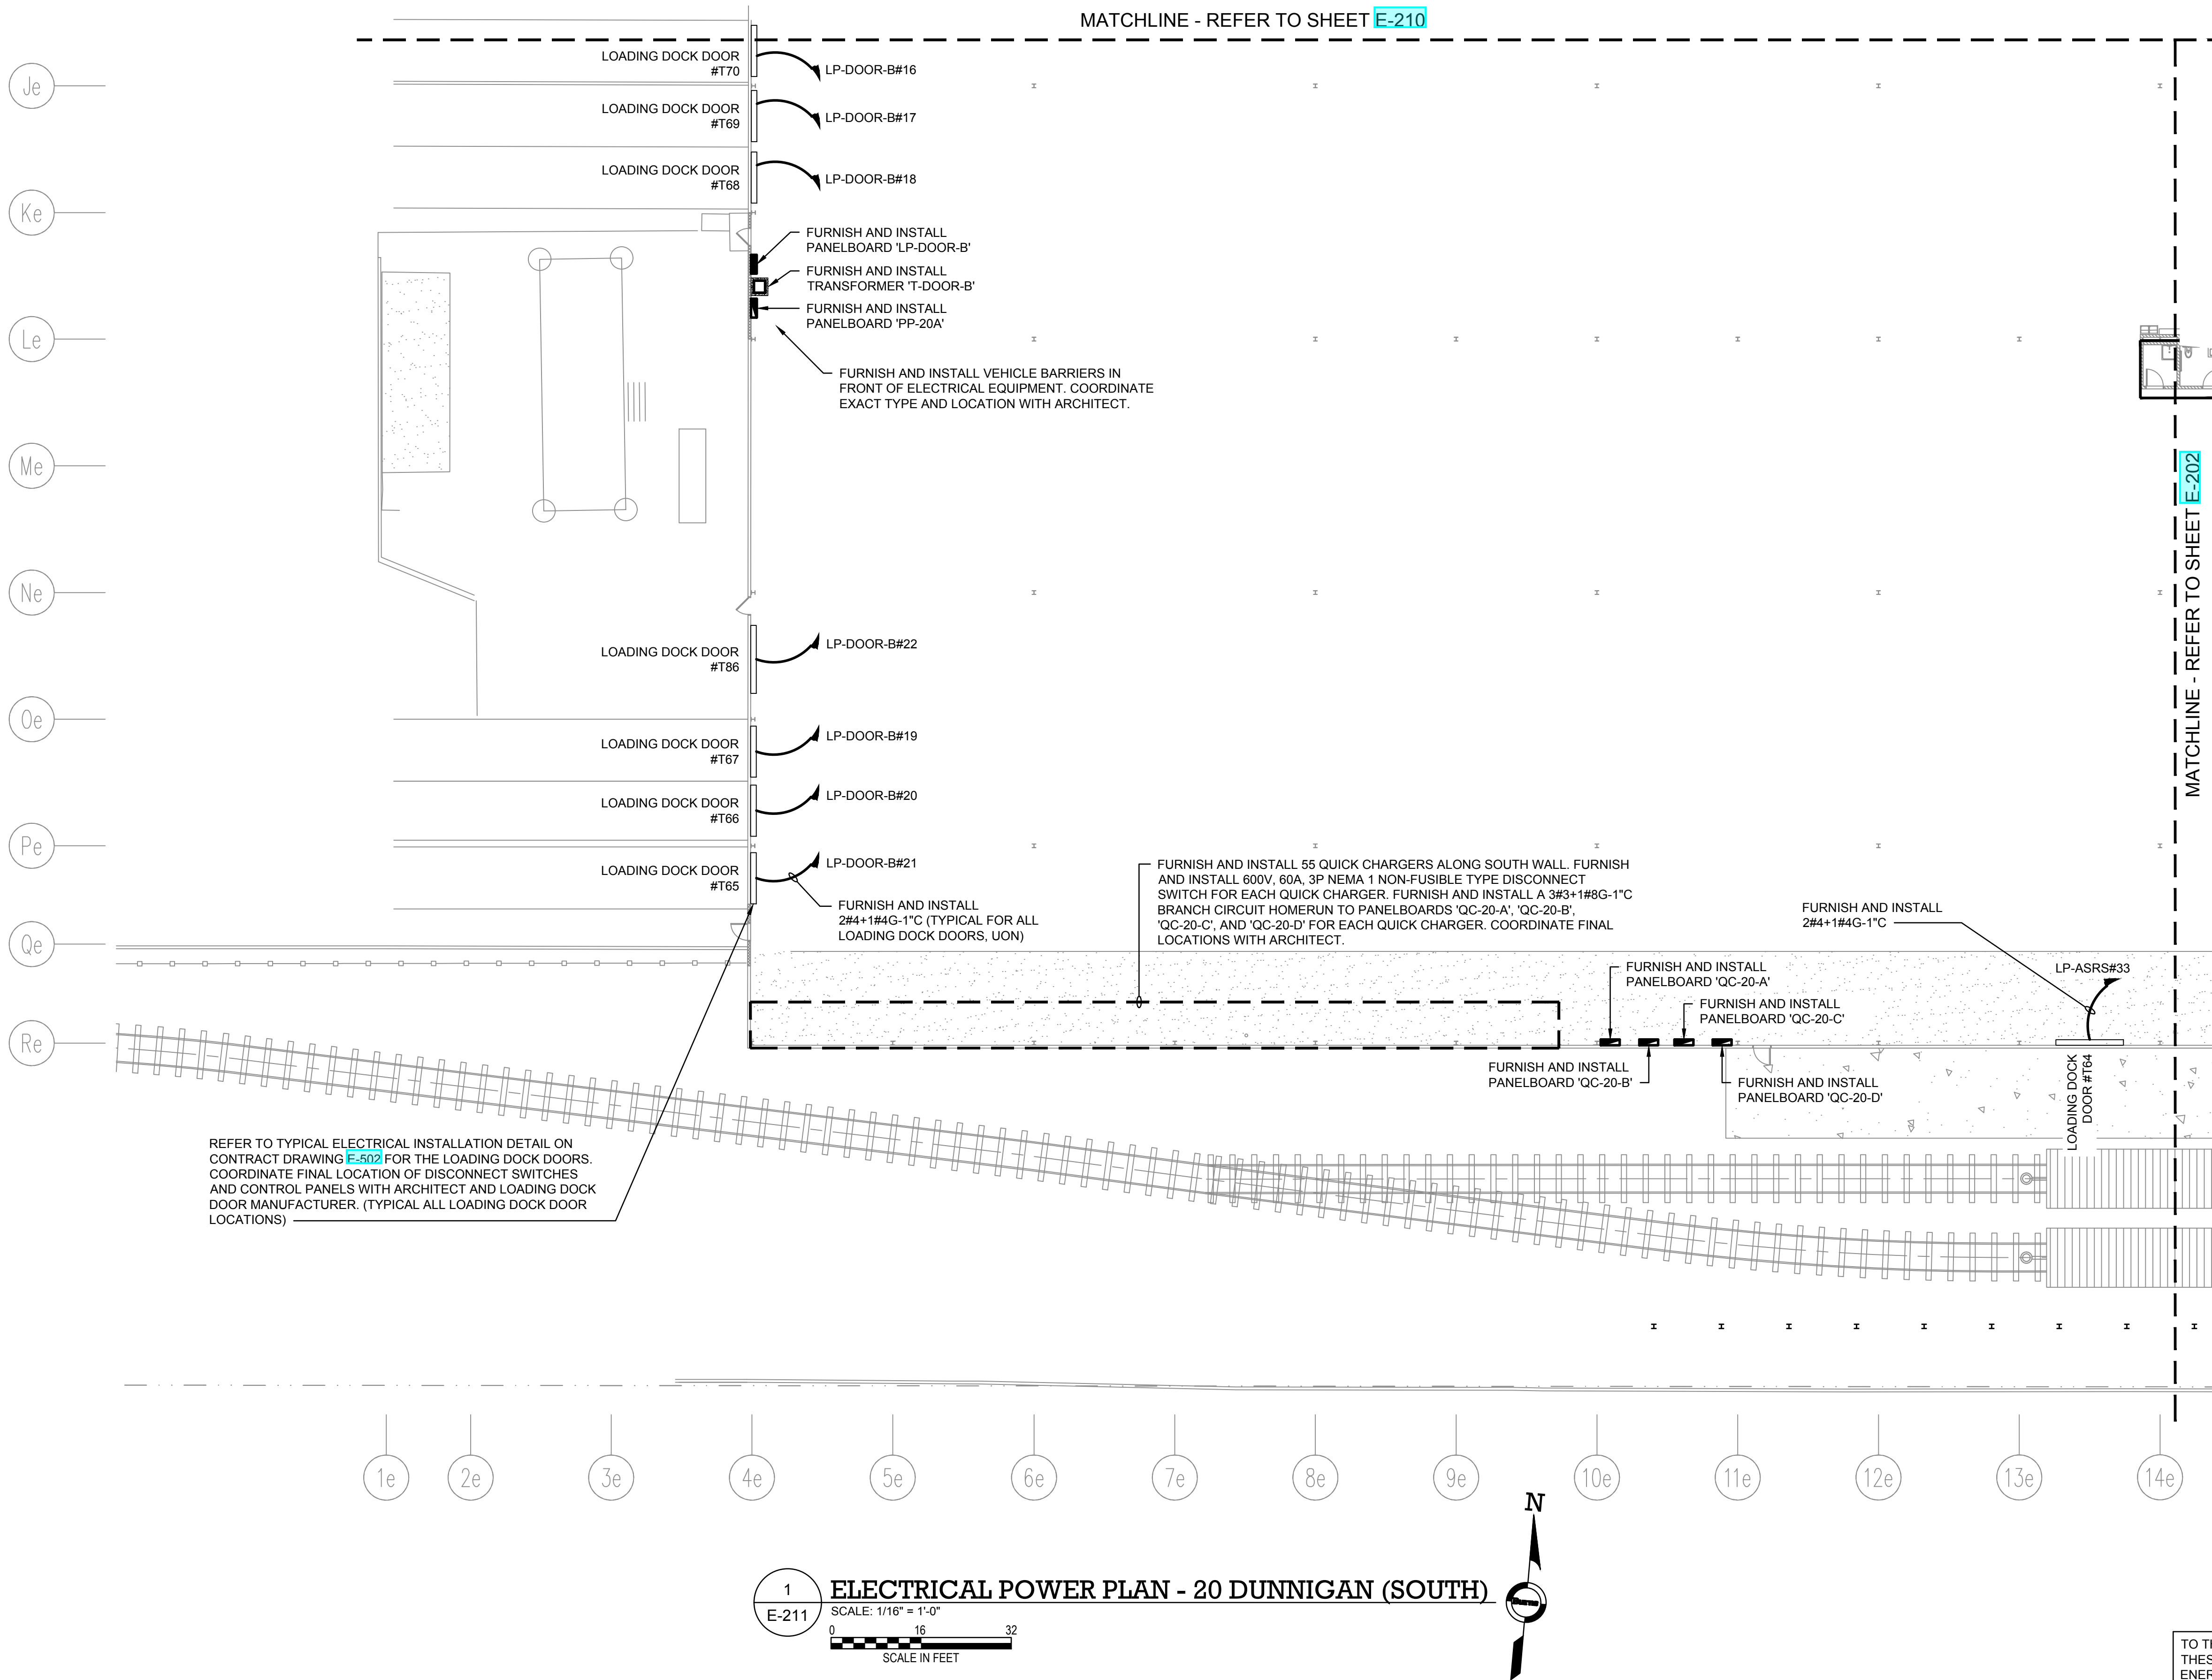 MATCHLINE - REFER TO SHEET E-210
LOADING DOCK DOOR
#T70
LP-DOOR-B#16
Je
LOADING DOCK DOOR
#T69
LP-DOOR-B#17
LOADING DOCK DOOR
#T68
LP-DOOR-B#18
Ke
FURNISH AND INSTALL
PANELBOARD 'LP-DOOR-B'
FURNISH AND INSTALL
TRANSFORMER 'T-DOOR-B'
FURNISH AND INSTALL
PANELBOARD 'PP-20A'
Le
FURNISH AND INSTALL VEHICLE BARRIERS IN
FRONT OF ELECTRICAL EQUIPMENT. COORDINATE
EXACT TYPE AND LOCATION WITH ARCHITECT.
Me
MATCHLINE - REFER TO SHEET E-202
Ne
LOADING DOCK DOOR
#T86
LP-DOOR-B#22
Oe
LOADING DOCK DOOR
#T67
LP-DOOR-B#19
LOADING DOCK DOOR
#T66
LP-DOOR-B#20
Pe
LOADING DOCK DOOR
#T65
LP-DOOR-B#21
FURNISH AND INSTALL
2#4+1#4G-1"C (TYPICAL FOR ALL
LOADING DOCK DOORS, UON)
FURNISH AND INSTALL 55 QUICK CHARGERS ALONG SOUTH WALL. FURNISH
AND INSTALL 600V, 60A, 3P NEMA 1 NON-FUSIBLE TYPE DISCONNECT
SWITCH FOR EACH QUICK CHARGER. FURNISH AND INSTALL A 3#3+1#8G-1"C
BRANCH CIRCUIT HOMERUN TO PANELBOARDS 'QC-20-A', 'QC-20-B',
'QC-20-C', AND 'QC-20-D' FOR EACH QUICK CHARGER. COORDINATE FINAL
LOCATIONS WITH ARCHITECT.
FURNISH AND INSTALL
2#4+1#4G-1"C
Qe
FURNISH AND INSTALL
PANELBOARD 'QC-20-A'
LP-ASRS#33
FURNISH AND INSTALL
PANELBOARD 'QC-20-C'
Re
FURNISH AND INSTALL
PANELBOARD 'QC-20-B'
FURNISH AND INSTALL
PANELBOARD 'QC-20-D'
LOADING DOCK
DOOR #T64
REFER TO TYPICAL ELECTRICAL INSTALLATION DETAIL ON
CONTRACT DRAWING E-502 FOR THE LOADING DOCK DOORS.
COORDINATE FINAL LOCATION OF DISCONNECT SWITCHES
AND CONTROL PANELS WITH ARCHITECT AND LOADING DOCK
DOOR MANUFACTURER. (TYPICAL ALL LOADING DOCK DOOR
LOCATIONS)
1e 2e 3e 4e 5e 6e 7e 8e 9e 10e 11e 12e 13e 14e
N
1
E-211
ELECTRICAL POWER PLAN - 20 DUNNIGAN (SOUTH)
SCALE: 1/16" = 1'-0"
0 16 32
SCALE IN FEET
TO